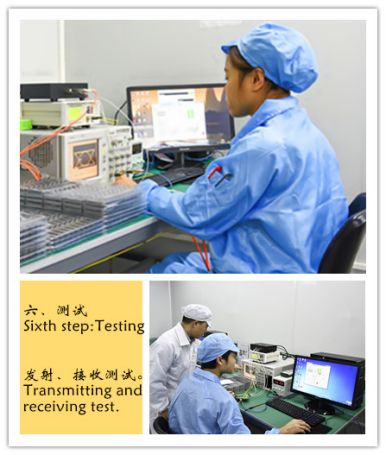 六、测试
Sixth step:Testing
发射、接收测试。
Transmitting and
receiving test.